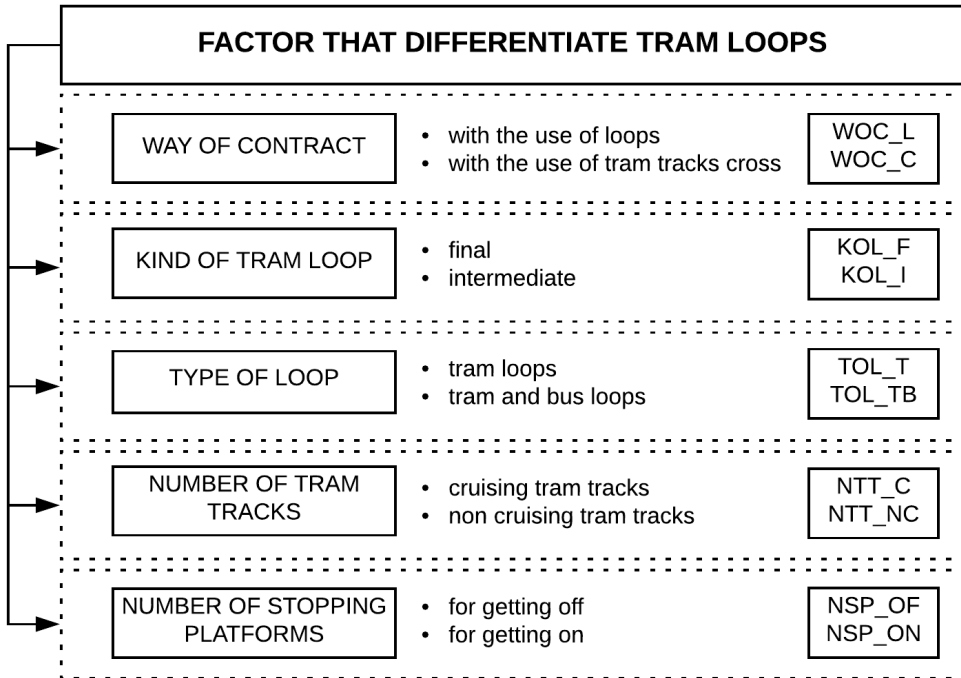 FACTOR THAT DIFFERENTIATE TRAM LOOPS
WAY OF CONTRACT
• with the use of loops
• with the use of tram tracks cross
WOC_L
WOC_C
KIND OF TRAM LOOP
• final
• intermediate
KOL_F
KOL_I
TYPE OF LOOP
• tram loops
• tram and bus loops
TOL_T
TOL_TB
NUMBER OF TRAM
TRACKS
• cruising tram tracks
• non cruising tram tracks
NTT_C
NTT_NC
NUMBER OF STOPPING
PLATFORMS
• for getting off
• for getting on
NSP_OF
NSP_ON